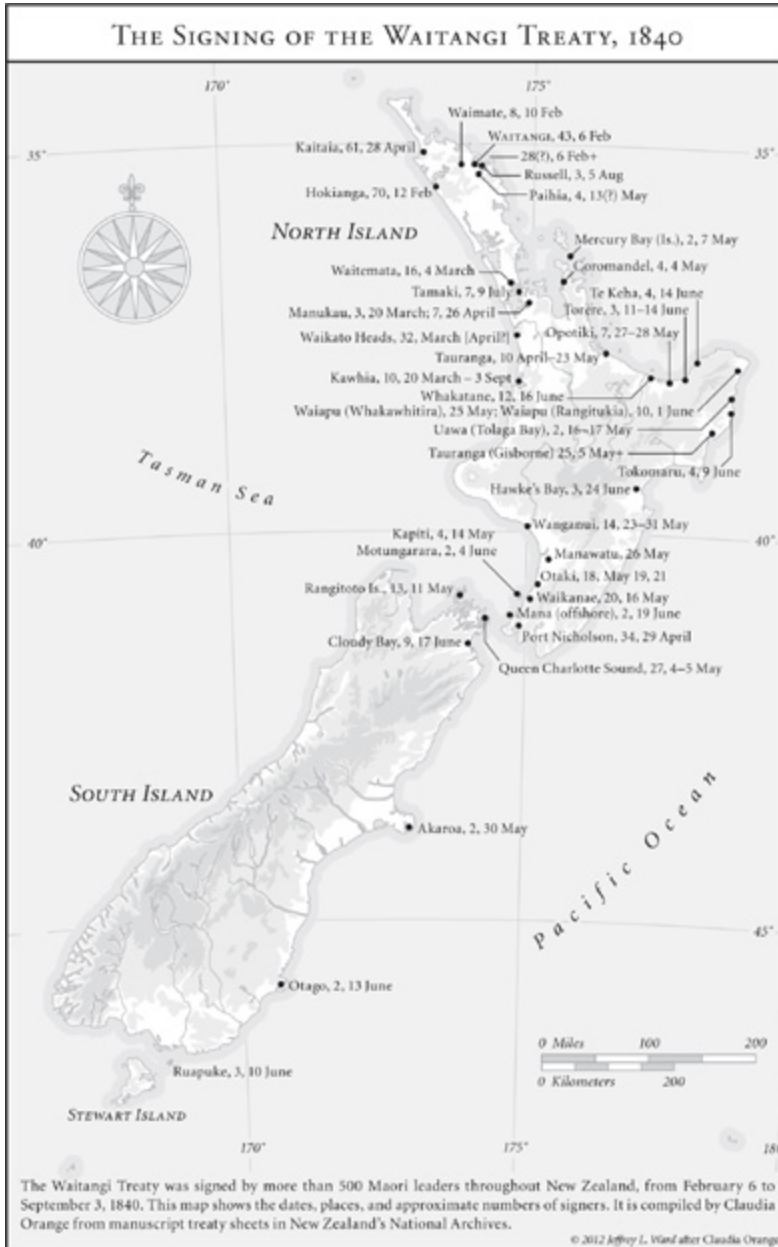 THE SIGNING OF THE WAITANGI TREATY, 1840
170°
175°
Waimate, 8, 10 Feb
WAITANGI, 43, 6 Feb
Kaitaia, 61, 28 April
35°
28(?), 6 Feb+
35°
Russell, 3, 5 Aug
Hokianga, 70, 12 Feb
Paihia, 4, 13(?) May
NORTH ISLAND
Mercury Bay (Is.), 2, 7 May
Waitemata, 16, 4 March
Coromandel, 4, 4 May
Tamaki, 7, 9 July
Te Keha, 4, 14 June
Manukau, 3, 20 March; 7, 26 April
Torere, 3, 11–14 June
Waikato Heads, 32, March [April?]
Opotiki, 7, 27–28 May
Tauranga, 10 April–23 May
Kawhia, 10, 20 March – 3 Sept
Whakatane, 12, 16 June
Waiapu (Whakawhitira), 25 May; Waiapu (Rangitukia), 10, 1 June
Uawa (Tolaga Bay), 2, 16–17 May
Tauranga (Gisborne) 25, 5 May+
Tokomaru, 4, 9 June
Tasman Sea
Hawke's Bay, 3, 24 June
Wanganui, 14, 23–31 May
40°
Kapiti, 4, 14 May
40°
Motungarara, 2, 4 June
Manawatu, 26 May
Otaki, 18, May 19, 21
Rangitoto Is., 13, 11 May
Waikanae, 20, 16 May
Mana (offshore), 2, 19 June
Port Nicholson, 34, 29 April
Cloudy Bay, 9, 17 June
Queen Charlotte Sound, 27, 4–5 May
SOUTH ISLAND
Akaroa, 2, 30 May
Pacific Ocean
45°
Otago, 2, 13 June
0 Miles 100 200
0 Kilometers 200
Ruapuke, 3, 10 June
STEWART ISLAND
170°
175°
18
The Waitangi Treaty was signed by more than 500 Maori leaders throughout New Zealand, from February 6 to
September 3, 1840. This map shows the dates, places, and approximate numbers of signers. It is compiled by Claudia
Orange from manuscript treaty sheets in New Zealand's National Archives.
© 2012 Jeffrey L. Ward after Claudia Orange